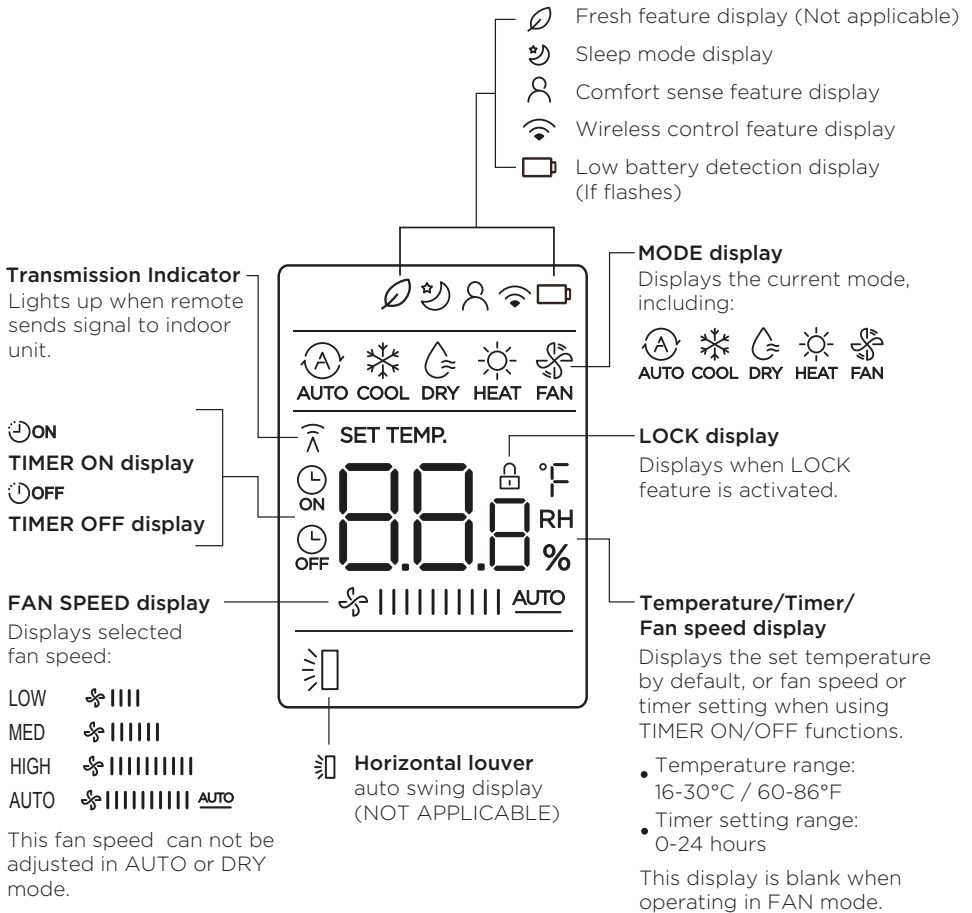 Fresh feature display (Not applicable)
Sleep mode display
Comfort sense feature display
Wireless control feature display
Low battery detection display
(If flashes)
Transmission Indicator
Lights up when remote
sends signal to indoor
unit.
ON
TIMER ON display
OFF
TIMER OFF display
FAN SPEED display
Displays selected
fan speed:
LOW
MED
HIGH
AUTO AUTO
This fan speed can not be
adjusted in AUTO or DRY
mode.
A
AUTO COOL DRY HEAT FAN
SET TEMP.
ON
OFF
88.8
°F
RH
%
AUTO
Horizontal louver
auto swing display
(NOT APPLICABLE)
MODE display
Displays the current mode,
including:
A
AUTO COOL DRY HEAT FAN
LOCK display
Displays when LOCK
feature is activated.
Temperature/Timer/
Fan speed display
Displays the set temperature
by default, or fan speed or
timer setting when using
TIMER ON/OFF functions.
• Temperature range:
16-30°C / 60-86°F
• Timer setting range:
0-24 hours
This display is blank when
operating in FAN mode.